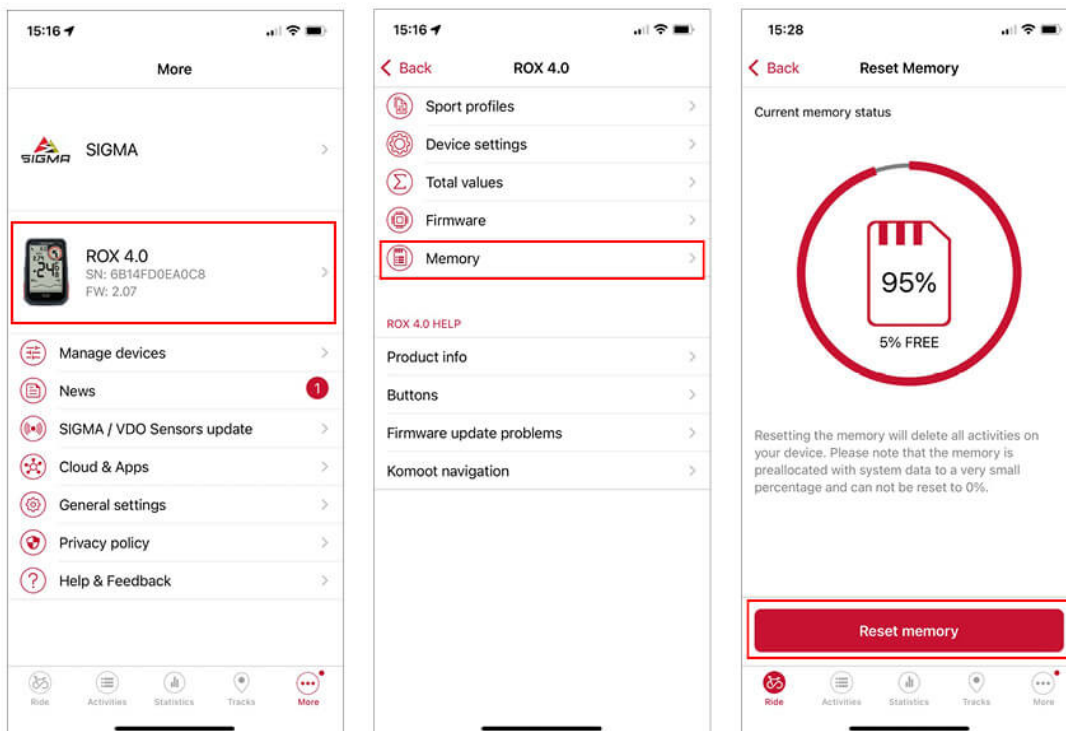 15:16
More
SIGMA
SIGMA
ROX 4.0
SN: 6B14FD0EA0C8
FW: 2.07
Manage devices
News
1
SIGMA / VDO Sensors update
Cloud & Apps
General settings
Privacy policy
Help & Feedback
Ride
Activities
Statistics
Tracks
More
15:16
Back
ROX 4.0
Sport profiles
Device settings
Total values
Firmware
Memory
ROX 4.0 HELP
Product info
Buttons
Firmware update problems
Komoot navigation
15:28
Back
Reset Memory
Current memory status
95%
5% FREE
Resetting the memory will delete all activities on
your device. Please note that the memory is
preallocated with system data to a very small
percentage and can not be reset to 0%.
Reset memory
Ride
Activities
Statistics
Tracks
More